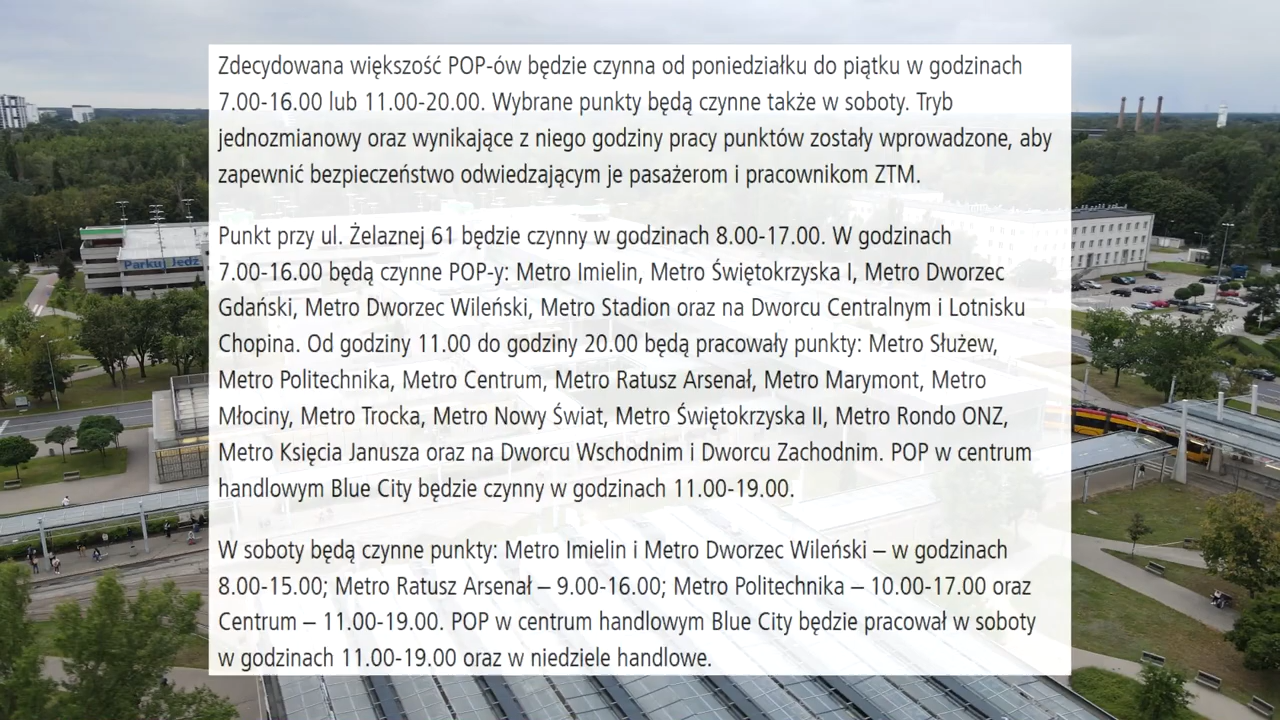 Zdecydowana większość POP-ów będzie czynna od poniedziałku do piątku w godzinach
7.00-16.00 lub 11.00-20.00. Wybrane punkty będą czynne także w soboty. Tryb
jednozmianowy oraz wynikające z niego godziny pracy punktów zostały wprowadzone, aby
zapewnić bezpieczeństwo odwiedzającym je pasażerom i pracownikom ZTM.
Punkt przy ul. Żelaznej 61 będzie czynny w godzinach 8.00-17.00. W godzinach
7.00-16.00 będą czynne POP-y: Metro Imielin, Metro Świętokrzyska I, Metro Dworzec
Gdański, Metro Dworzec Wileński, Metro Stadion oraz na Dworcu Centralnym i Lotnisku
Chopina. Od godziny 11.00 do godziny 20.00 będą pracowały punkty: Metro Służew,
Metro Politechnika, Metro Centrum, Metro Ratusz Arsenał, Metro Marymont, Metro
Młociny, Metro Trocka, Metro Nowy Świat, Metro Świętokrzyska II, Metro Rondo ONZ,
Metro Księcia Janusza oraz na Dworcu Wschodnim i Dworcu Zachodnim. POP w centrum
handlowym Blue City będzie czynny w godzinach 11.00-19.00.
W soboty będą czynne punkty: Metro Imielin i Metro Dworzec Wileński – w godzinach
8.00-15.00; Metro Ratusz Arsenał – 9.00-16.00; Metro Politechnika – 10.00-17.00 oraz
Centrum – 11.00-19.00. POP w centrum handlowym Blue City będzie pracował w soboty
w godzinach 11.00-19.00 oraz w niedziele handlowe.
Parkuj Jedź